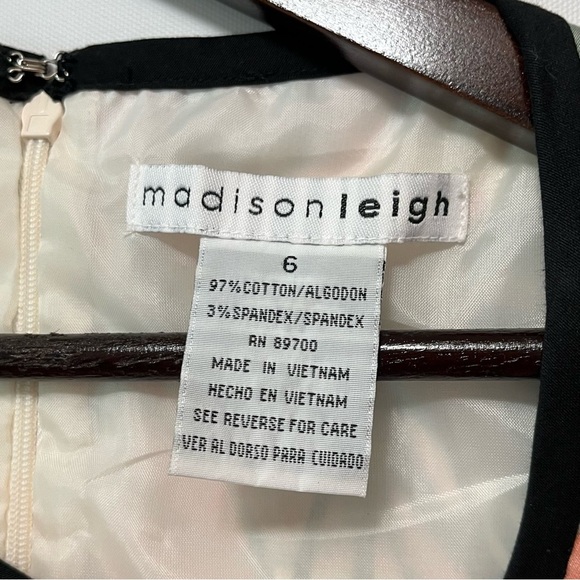 madisonleigh
6
97%COTTON/ALGODON
3%SPANDEX/SPANDEX
RN 89700
MADE IN VIETNAM
HECHO EN VIETNAM
SEE REVERSE FOR CARE
VER AL DORSO PARA CUIDADO